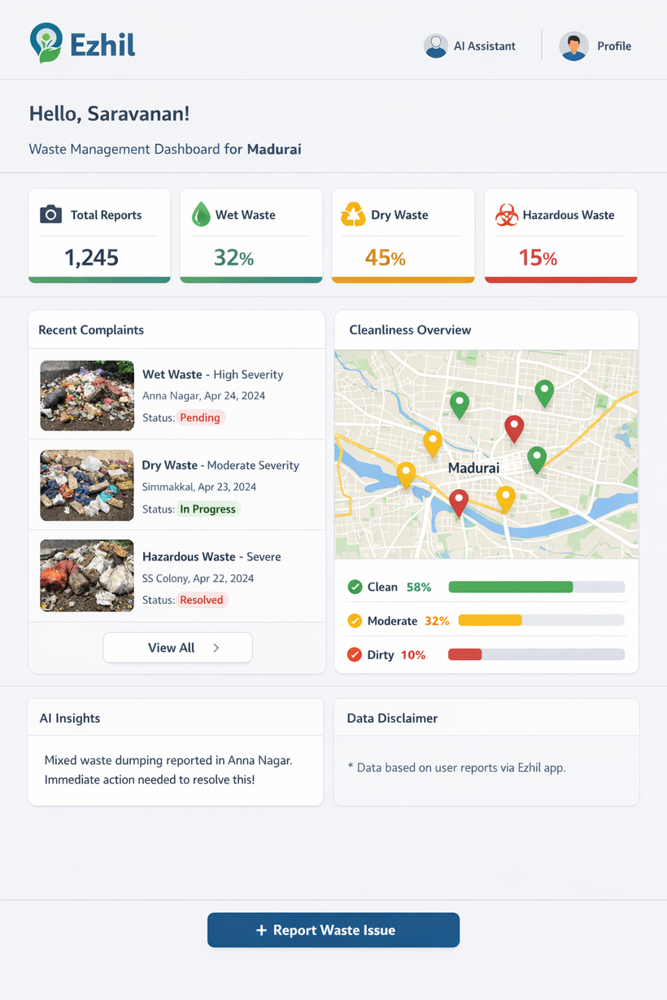 Ezhil
AI Assistant
Profile
Hello, Saravanan!
Waste Management Dashboard for Madurai
Total Reports
1,245
Wet Waste
32%
Dry Waste
45%
Hazardous Waste
15%
Recent Complaints
Wet Waste - High Severity
Anna Nagar, Apr 24, 2024
Status: Pending
Dry Waste - Moderate Severity
Simmakkal, Apr 23, 2024
Status: In Progress
Hazardous Waste - Severe
SS Colony, Apr 22, 2024
Status: Resolved
View All
Cleanliness Overview
Madurai
Clean 58%
Moderate 32%
Dirty 10%
AI Insights
Mixed waste dumping reported in Anna Nagar.
Immediate action needed to resolve this!
Data Disclaimer
* Data based on user reports via Ezhil app.
+ Report Waste Issue